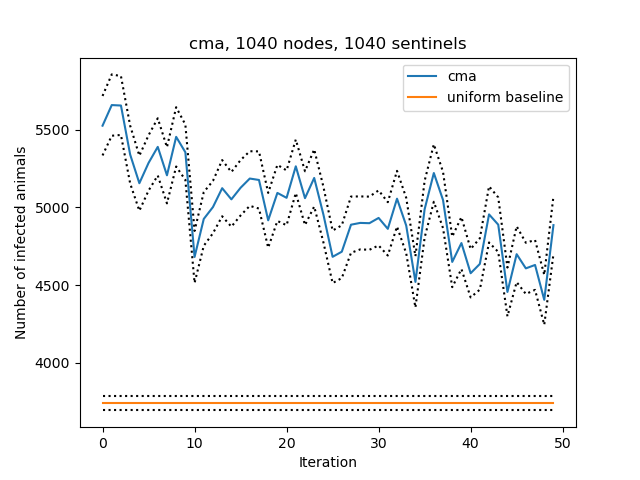 cma, 1040 nodes, 1040 sentinels
cma
uniform baseline
Number of infected animals
5500
5000
4500
4000
0 10 20 30 40 50
Iteration